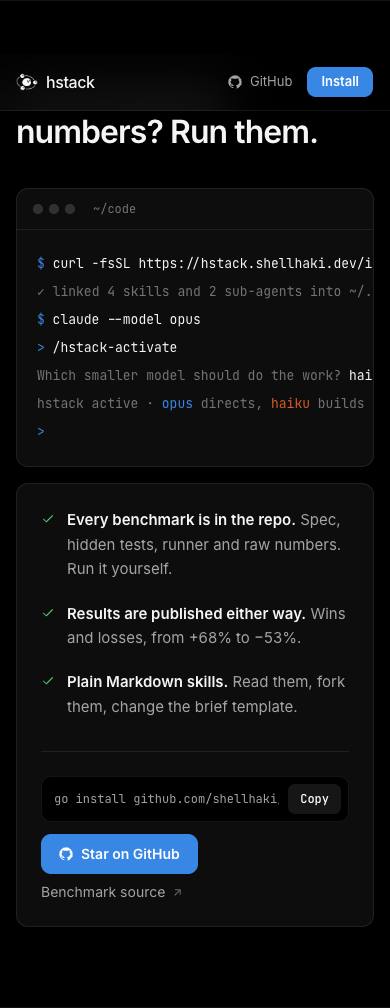 hstack
GitHub
Install
numbers? Run them.
~/code
$ curl -fsSL https://hstack.shellhaki.dev/i
✓ linked 4 skills and 2 sub-agents into ~/.
$ claude --model opus
> /hstack-activate
Which smaller model should do the work? hai
hstack active · opus directs, haiku builds
>
Every benchmark is in the repo. Spec,
hidden tests, runner and raw numbers.
Run it yourself.
Results are published either way. Wins
and losses, from +68% to −53%.
Plain Markdown skills. Read them, fork
them, change the brief template.
go install github.com/shellhaki
Copy
Star on GitHub
Benchmark source ↗